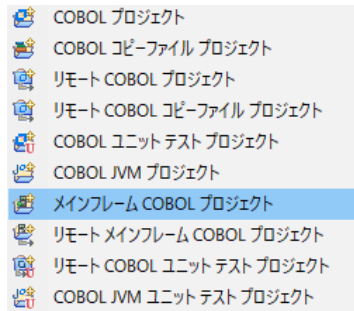 COBOL プロジェクト
COBOL コピーファイル プロジェクト
リモート COBOL プロジェクト
リモート COBOL コピーファイル プロジェクト
COBOL ユニット テスト プロジェクト
COBOL JVM プロジェクト
メインフレーム COBOL プロジェクト
リモート メインフレーム COBOL プロジェクト
リモート COBOL ユニット テスト プロジェクト
COBOL JVM ユニット テスト プロジェクト